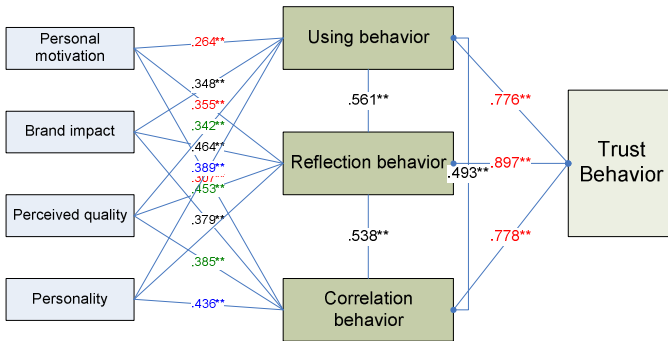 Personal
motivation
Brand impact
Perceived quality
Personality
.264**
.348**
.355**
.342**
.464**
.389**
.453**
.379**
.385**
.436**
Using behavior
.561**
Reflection behavior
.538**
Correlation
behavior
.493**
.776**
.897**
.778**
Trust
Behavior